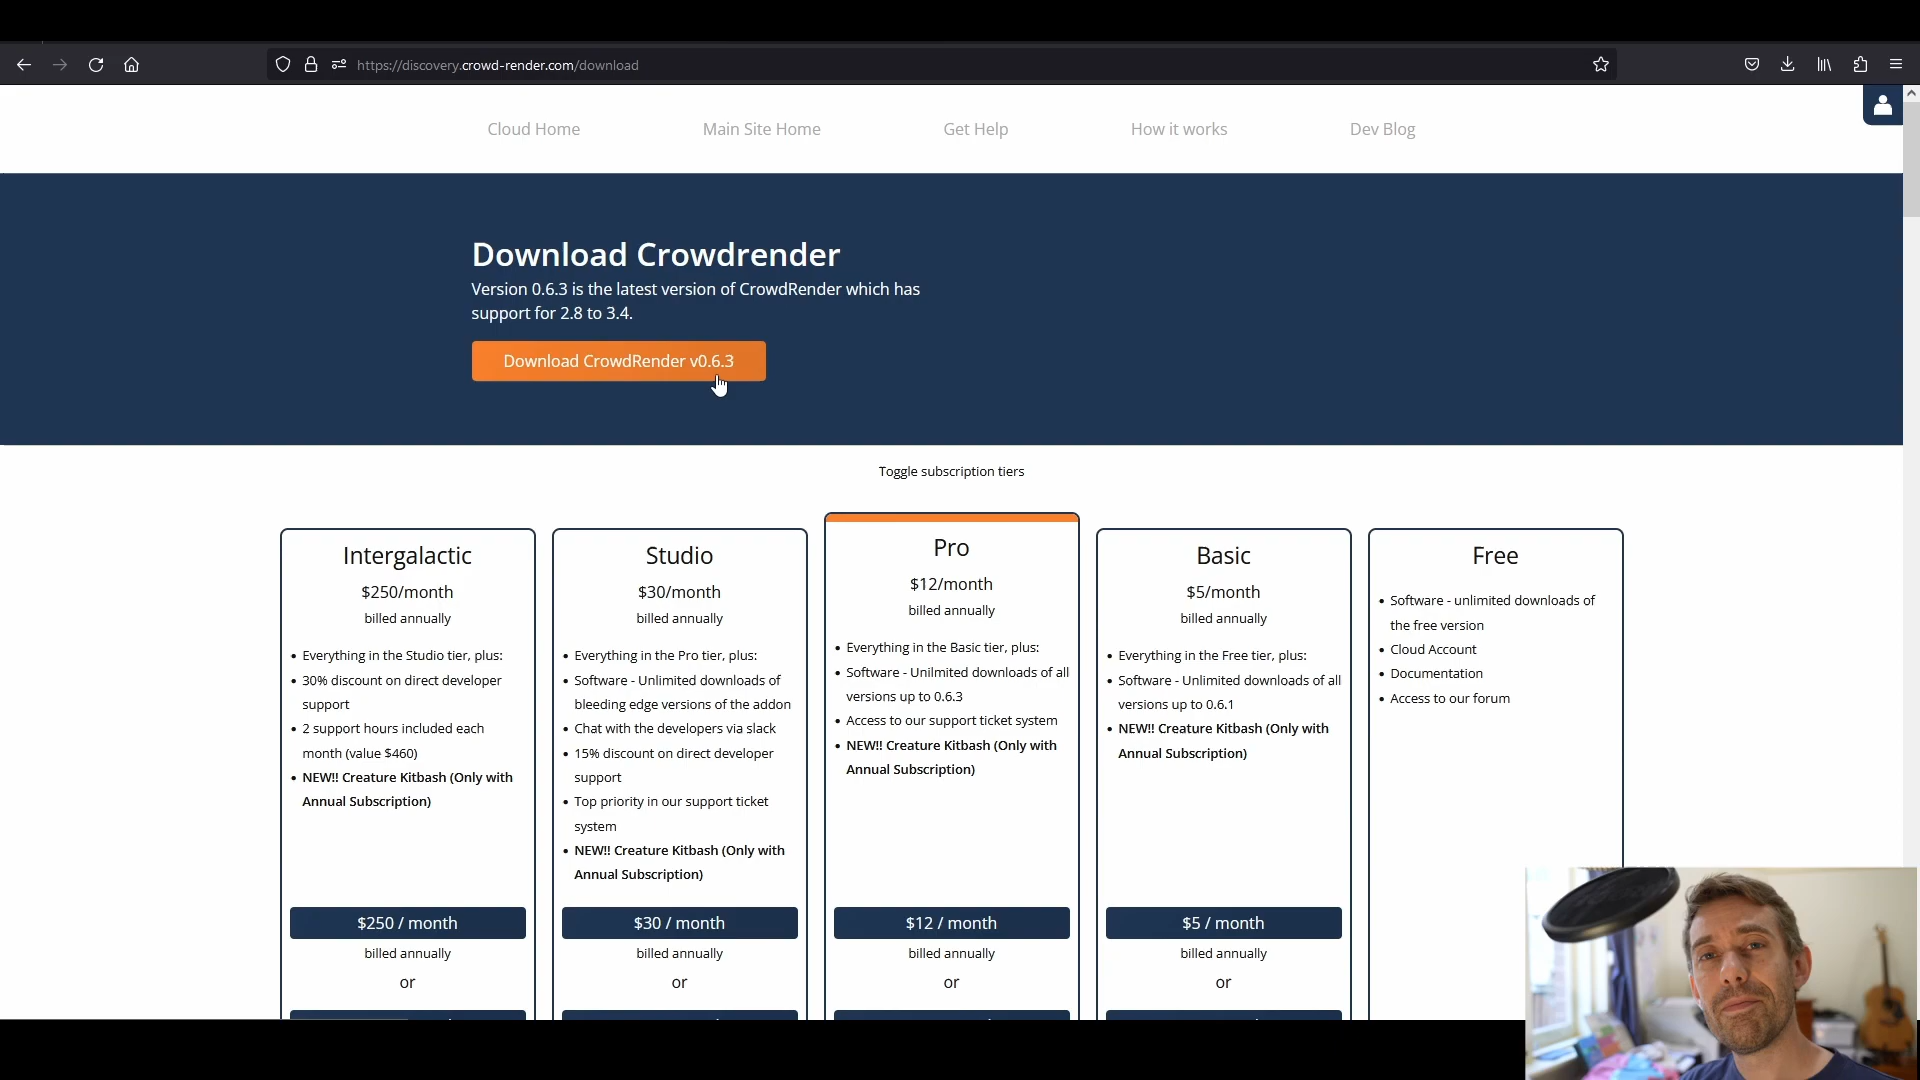 https://discovery.crowd-render.com/download
Cloud Home
Main Site Home
Get Help
How it works
Dev Blog
Download Crowdrender
Version 0.6.3 is the latest version of CrowdRender which has
support for 2.8 to 3.4.
Download CrowdRender v0.6.3
Toggle subscription tiers
Intergalactic
$250/month
billed annually
Everything in the Studio tier, plus:
30% discount on direct developer
support
2 support hours included each
month (value $460)
NEW!! Creature Kitbash (Only with
Annual Subscription)
$250 / month
billed annually
or
Studio
$30/month
billed annually
Everything in the Pro tier, plus:
Software - Unlimited downloads of
bleeding edge versions of the addon
Chat with the developers via slack
15% discount on direct developer
support
Top priority in our support ticket
system
NEW!! Creature Kitbash (Only with
Annual Subscription)
$30 / month
billed annually
or
Pro
$12/month
billed annually
Everything in the Basic tier, plus:
Software - Unilmited downloads of all
versions up to 0.6.3
Access to our support ticket system
NEW!! Creature Kitbash (Only with
Annual Subscription)
$12 / month
billed annually
or
Basic
$5/month
billed annually
Everything in the Free tier, plus:
Software - Unlimited downloads of all
versions up to 0.6.1
NEW!! Creature Kitbash (Only with
Annual Subscription)
$5 / month
billed annually
or
Free
Software - unlimited downloads of
the free version
Cloud Account
Documentation
Access to our forum